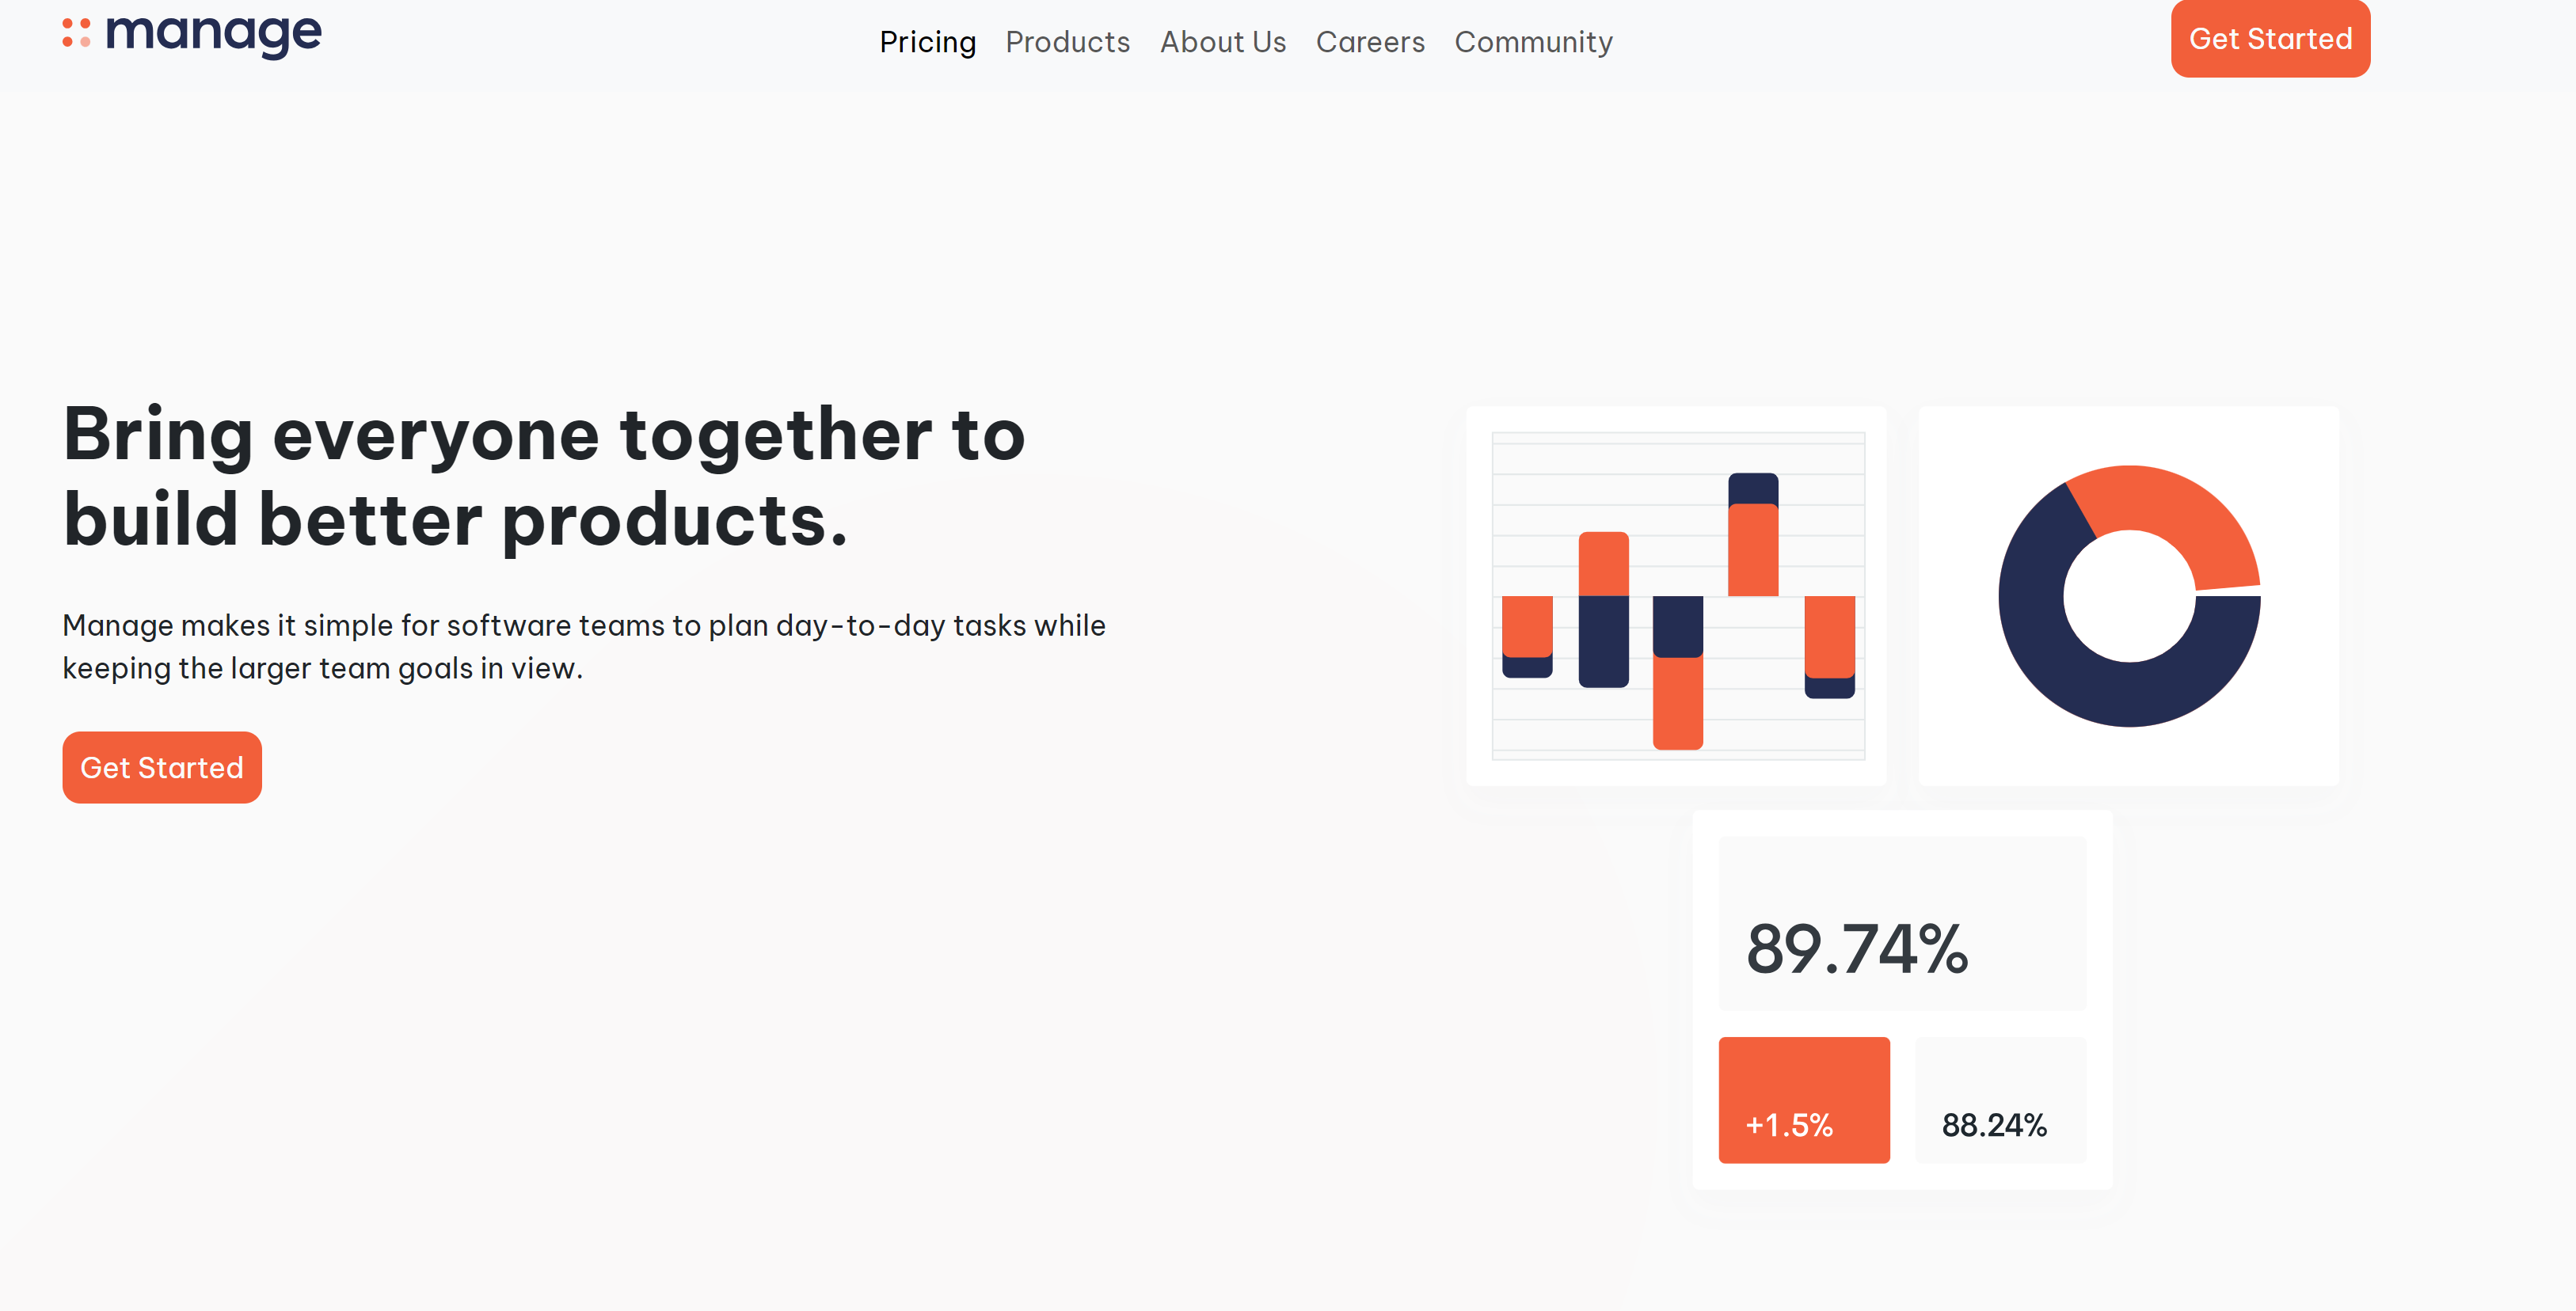 manage
Pricing Products About Us Careers Community
Get Started
Bring everyone together to
build better products.
Manage makes it simple for software teams to plan day-to-day tasks while
keeping the larger team goals in view.
Get Started
89.74%
+1.5%
88.24%